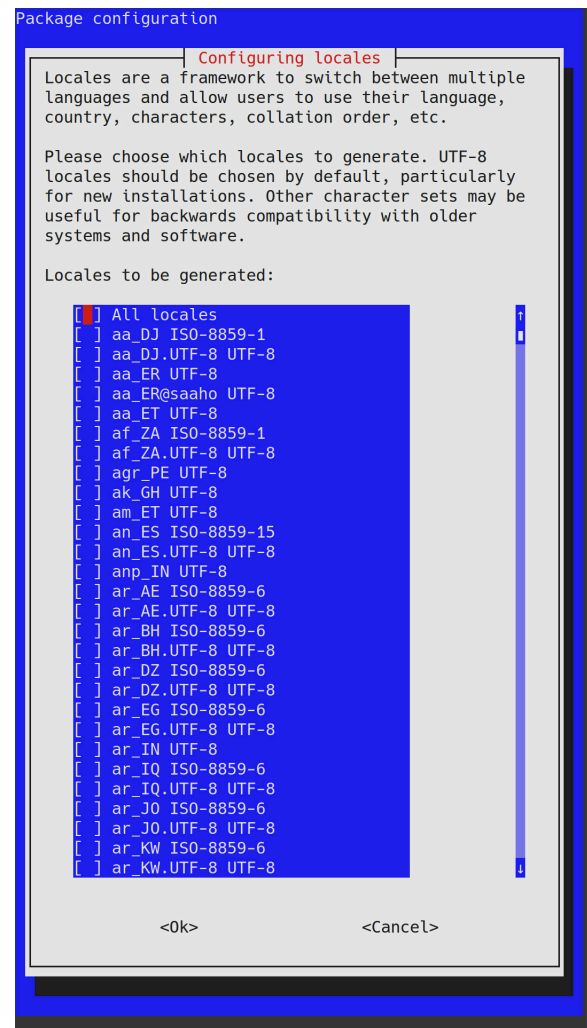 Package configuration
Configuring locales
Locales are a framework to switch between multiple
languages and allow users to use their language,
country, characters, collation order, etc.
Please choose which locales to generate. UTF-8
locales should be chosen by default, particularly
for new installations. Other character sets may be
useful for backwards compatibility with older
systems and software.
Locales to be generated:
[ ] All locales
[ ] aa_DJ ISO-8859-1
[ ] aa_DJ.UTF-8 UTF-8
[ ] aa_ER UTF-8
[ ] aa_ER@saaho UTF-8
[ ] aa_ET UTF-8
[ ] af_ZA ISO-8859-1
[ ] af_ZA.UTF-8 UTF-8
[ ] agr_PE UTF-8
[ ] ak_GH UTF-8
[ ] am_ET UTF-8
[ ] an_ES ISO-8859-15
[ ] an_ES.UTF-8 UTF-8
[ ] anp_IN UTF-8
[ ] ar_AE ISO-8859-6
[ ] ar_AE.UTF-8 UTF-8
[ ] ar_BH ISO-8859-6
[ ] ar_BH.UTF-8 UTF-8
[ ] ar_DZ ISO-8859-6
[ ] ar_DZ.UTF-8 UTF-8
[ ] ar_EG ISO-8859-6
[ ] ar_EG.UTF-8 UTF-8
[ ] ar_IN UTF-8
[ ] ar_IQ ISO-8859-6
[ ] ar_IQ.UTF-8 UTF-8
[ ] ar_JO ISO-8859-6
[ ] ar_JO.UTF-8 UTF-8
[ ] ar_KW ISO-8859-6
[ ] ar_KW.UTF-8 UTF-8
<Ok> <Cancel>